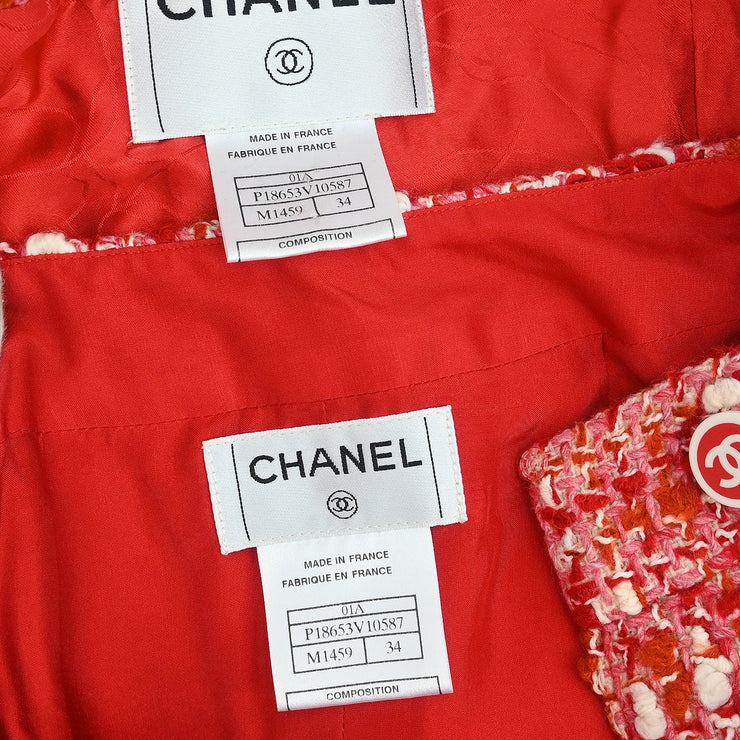 CHANEL
MADE IN FRANCE
FABRIQUE EN FRANCE
01A
P18653V10587
M1459 34
COMPOSITION
CHANEL
MADE IN FRANCE
FABRIQUE EN FRANCE
01A
P18653V10587
M1459 34
COMPOSITION